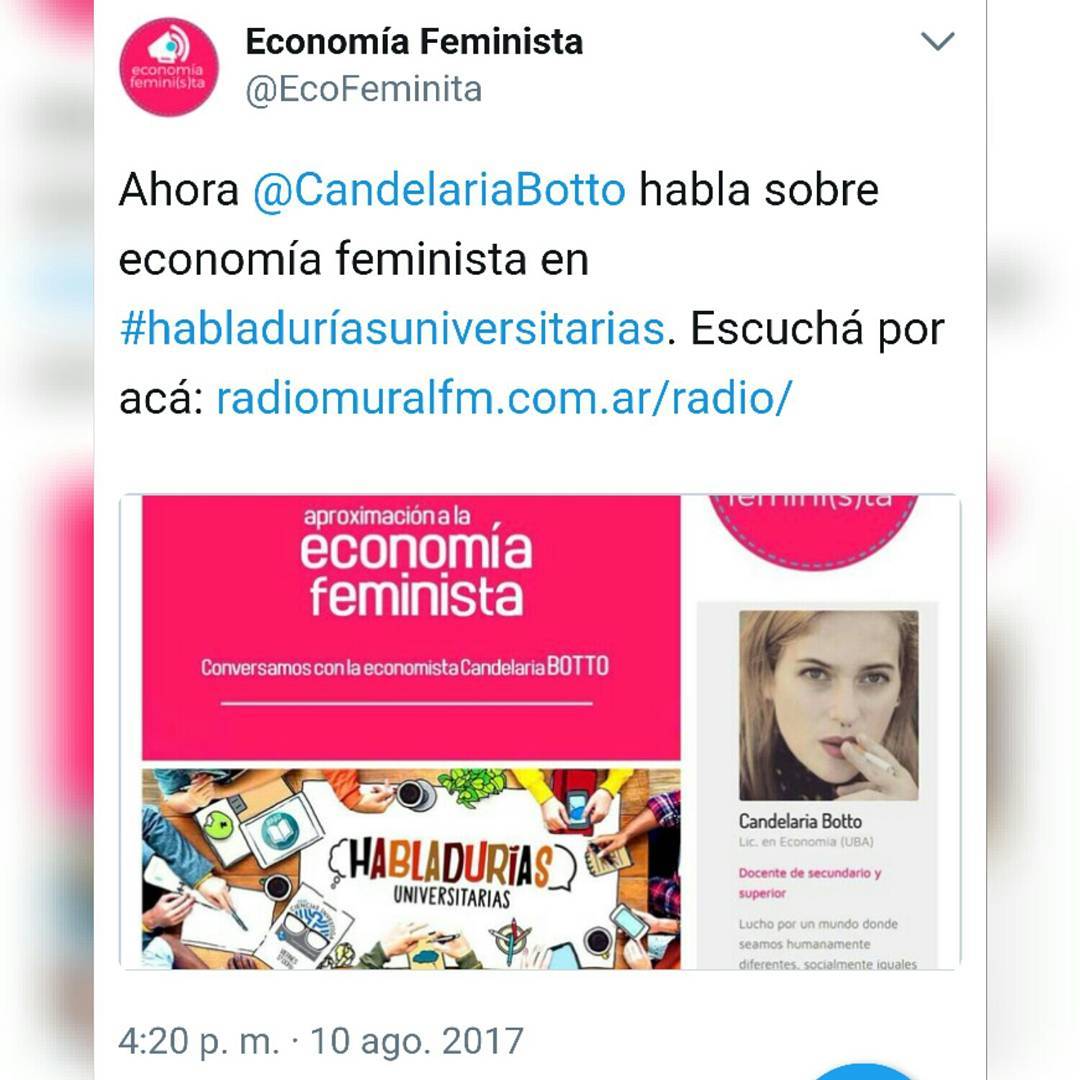 economía
femini(s)ta
Economía Feminista
@EcoFeminita
Ahora @CandelariaBotto habla sobre
economía feminista en
#habladuríasuniversitarias. Escuchá por
acá: radiomuralfm.com.ar/radio/
aproximación a la
economía
feminista
Conversamos con la economista Candelaria BOTTO
HABLADURÍAS
UNIVERSITARIAS
femini(s)ta
Candelaria Botto
Lic. en Economía (UBA)
Docente de secundario y
superior
Lucho por un mundo donde
seamos humanamente
diferentes, socialmente iguales
4:20 p. m. · 10 ago. 2017